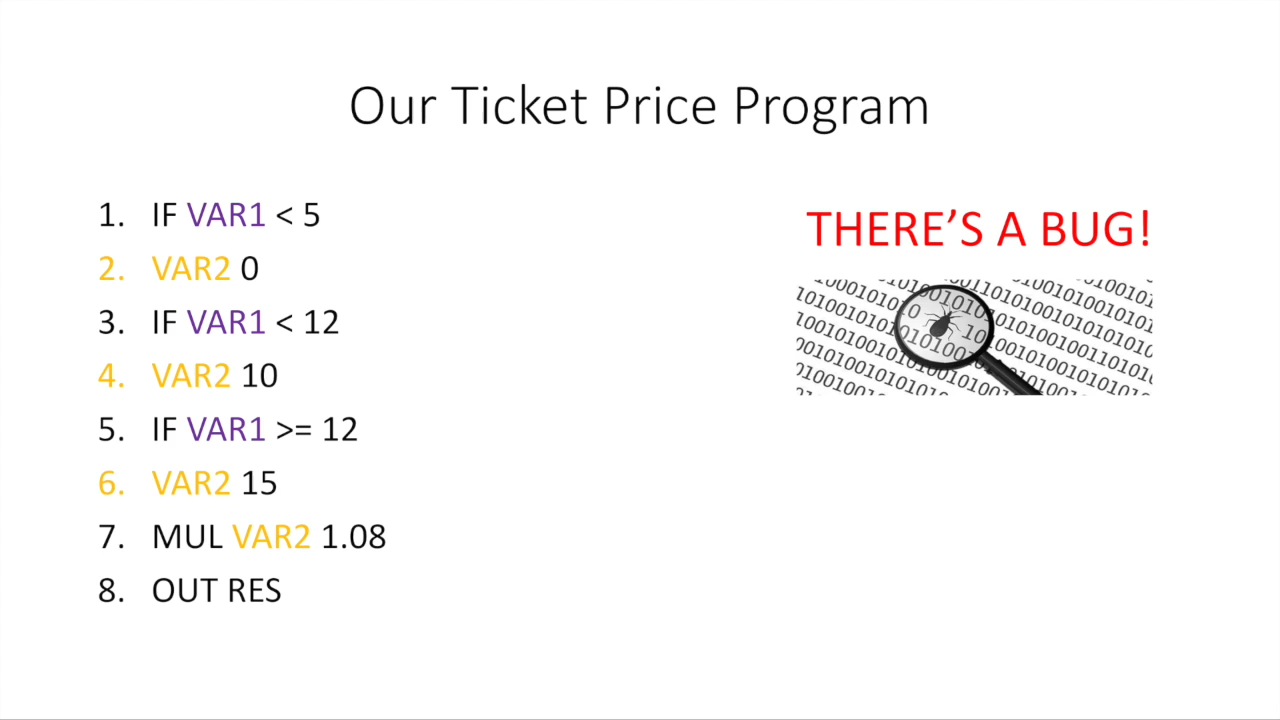 Our Ticket Price Program
1. IF VAR1 < 5
2. VAR2 0
3. IF VAR1 < 12
4. VAR2 10
5. IF VAR1 >= 12
6. VAR2 15
7. MUL VAR2 1.08
8. OUT RES
THERE’S A BUG!